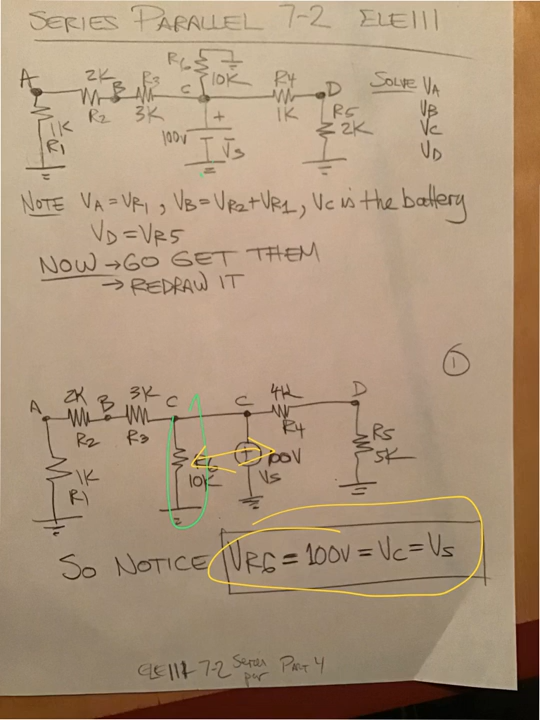 SERIES PARALLEL 7-2 ELE111
R6 10K
A 2K B R3 C R4 D SOLVE VA
R2 3K 1K VB
1K R1 + R5 2K VC
100V Vs VD
NOTE VA = VR1, VB = VR2+VR1, VC is the battery
VD = VR5
NOW → GO GET THEM
→ REDRAW IT
1
A 2K B 3K C C 4K D
R2 R3 R4
1K R1 R6 10K + 100V Vs R5 5K
SO NOTICE VR6 = 100V = VC = VS
ELE111 7-2 Series par Part 4